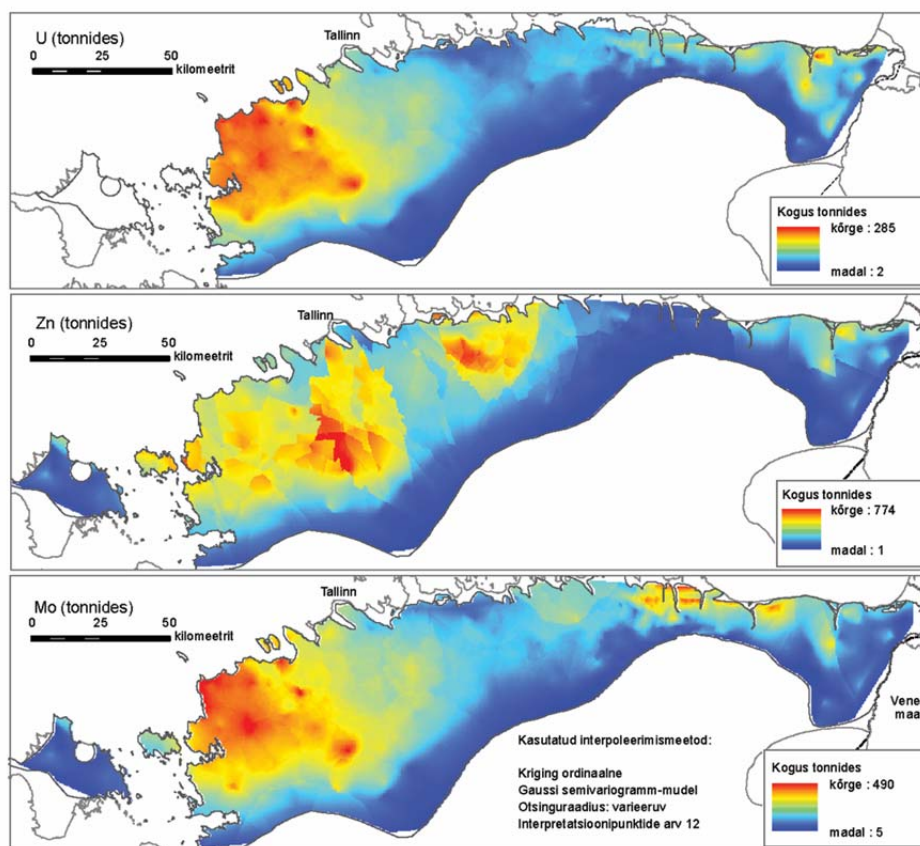 U (tonnides)
0 25 50
kilomeetrit
Tallinn
Kogus tonnides
kõrge : 285
madal : 2
Zn (tonnides)
0 25 50
kilomeetrit
Tallinn
Kogus tonnides
kõrge : 774
madal : 1
Mo (tonnides)
0 25 50
kilomeetrit
Tallinn
Vene
maa
Kasutatud interpoleerimismeetod:
Kriging ordinaalne
Gaussi semivariogramm-mudel
Otsinguraadius: varieeruv
Interpretatsioonipunktide arv 12
Kogus tonnides
kõrge : 490
madal : 5